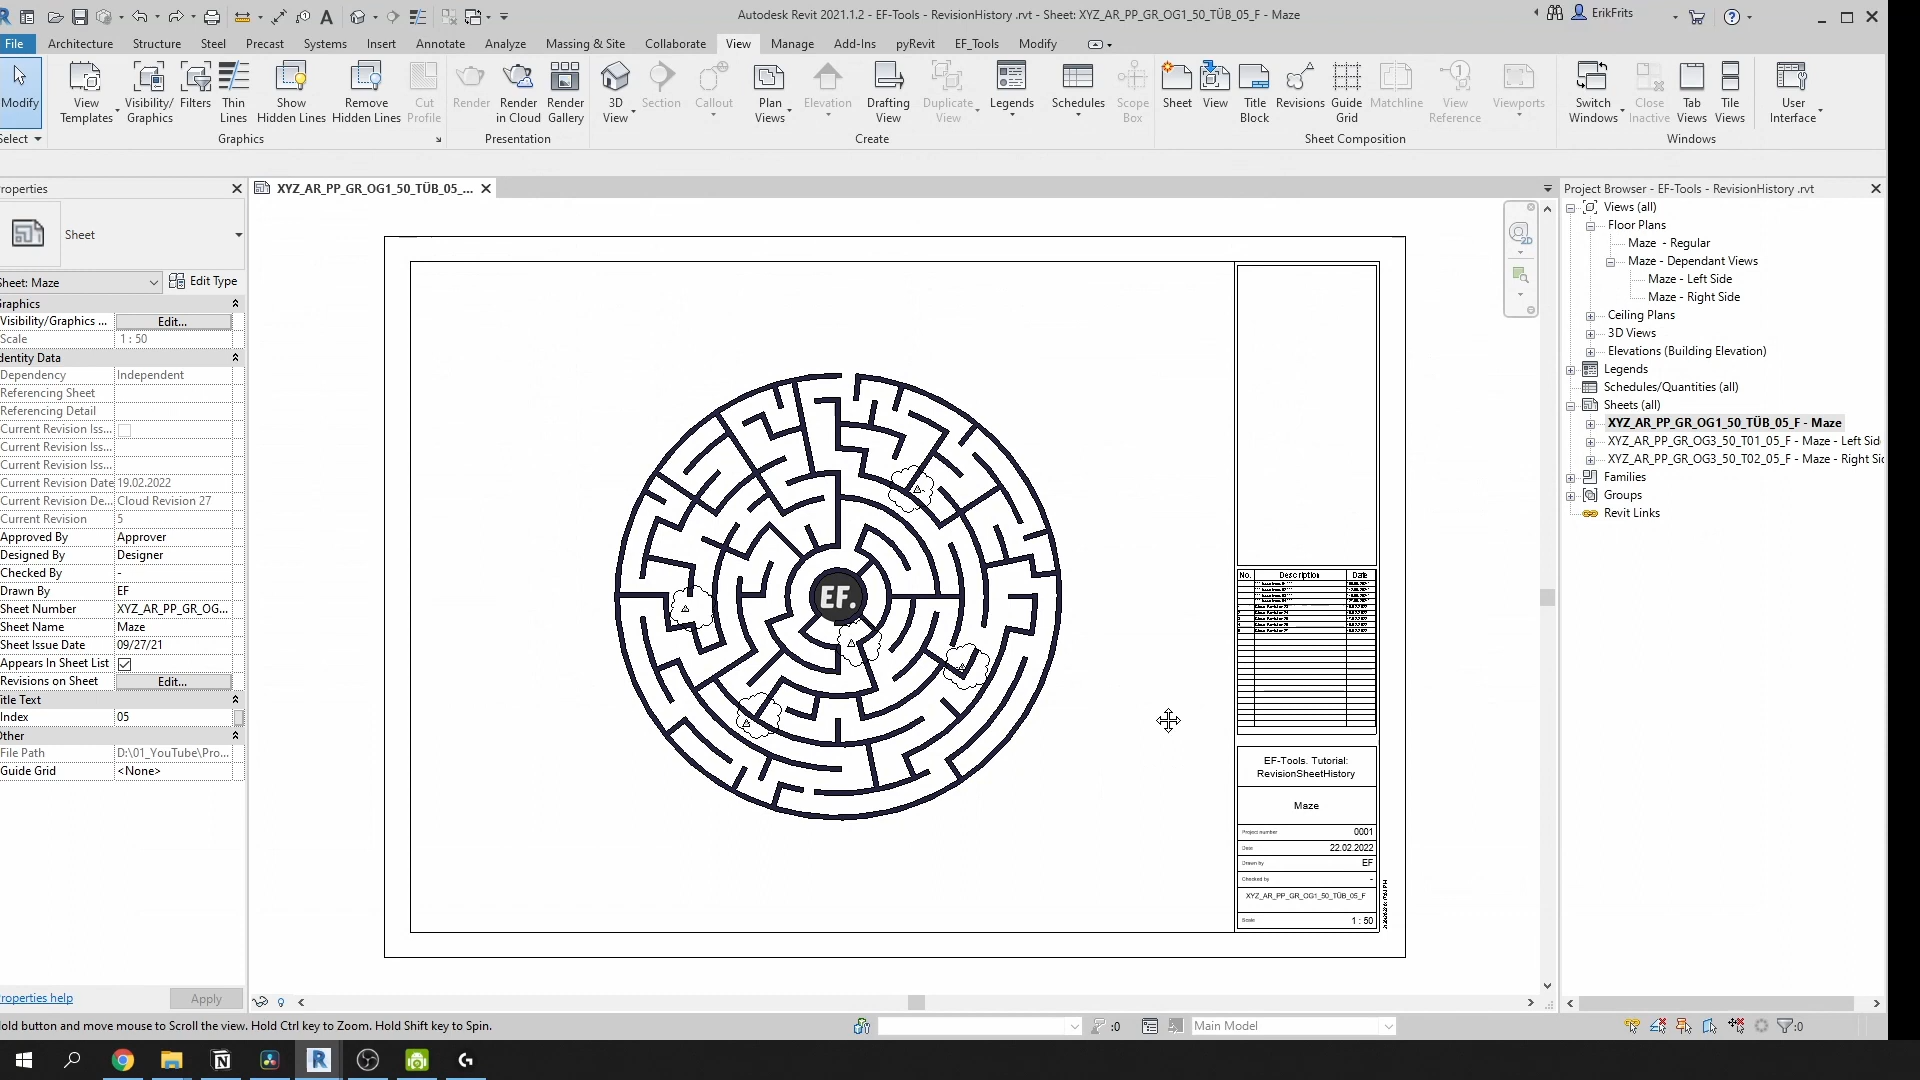 Autodesk Revit 2021.1.2 - EF-Tools - RevisionHistory .rvt - Sheet: XYZ_AR_PP_GR_OG1_50_TÜB_05_F - Maze
ErikFrits
File Architecture Structure Steel Precast Systems Insert Annotate Analyze Massing & Site Collaborate View Manage Add-Ins pyRevit EF_Tools Modify
Modify
View Templates
Visibility/ Graphics
Filters
Thin Lines
Show Hidden Lines
Remove Hidden Lines
Cut Profile
Render
Render in Cloud
Render Gallery
3D View
Section
Callout
Plan Views
Elevation
Drafting View
Duplicate View
Legends
Schedules
Scope Box
Sheet
View
Title Block
Revisions
Guide Grid
Matchline
View Reference
Viewports
Switch Windows
Close Inactive
Tab Views
Tile Views
User Interface
elect
Graphics
Presentation
Create
Sheet Composition
Windows
roperties
XYZ_AR_PP_GR_OG1_50_TÜB_05_...
Project Browser - EF-Tools - RevisionHistory .rvt
Sheet
heet: Maze
Edit Type
raphics
Visibility/Graphics ... Edit...
Scale 1 : 50
dentity Data
Dependency Independent
Referencing Sheet
Referencing Detail
Current Revision Iss...
Current Revision Iss...
Current Revision Iss...
Current Revision Date 19.02.2022
Current Revision De... Cloud Revision 27
Current Revision 5
Approved By Approver
Designed By Designer
Checked By -
Drawn By EF
Sheet Number XYZ_AR_PP_GR_OG...
Sheet Name Maze
Sheet Issue Date 09/27/21
Appears In Sheet List
Revisions on Sheet Edit...
itle Text
Index 05
Other
File Path D:\01_YouTube\Pro...
Guide Grid <None>
roperties help
Apply
2D
EF.
No. Description Date
EF-Tools. Tutorial:
RevisionSheetHistory
Maze
Project number 0001
Date 22.02.2022
Drawn by EF
Checked by -
XYZ_AR_PP_GR_OG1_50_TÜB_05_F
Scale 1 : 50
Views (all)
Floor Plans
Maze - Regular
Maze - Dependant Views
Maze - Left Side
Maze - Right Side
Ceiling Plans
3D Views
Elevations (Building Elevation)
Legends
Schedules/Quantities (all)
Sheets (all)
XYZ_AR_PP_GR_OG1_50_TÜB_05_F - Maze
XYZ_AR_PP_GR_OG3_50_T01_05_F - Maze - Left Sid
XYZ_AR_PP_GR_OG3_50_T02_05_F - Maze - Right Sic
Families
Groups
Revit Links
old button and move mouse to Scroll the view. Hold Ctrl key to Zoom. Hold Shift key to Spin.
:0
Main Model
:0